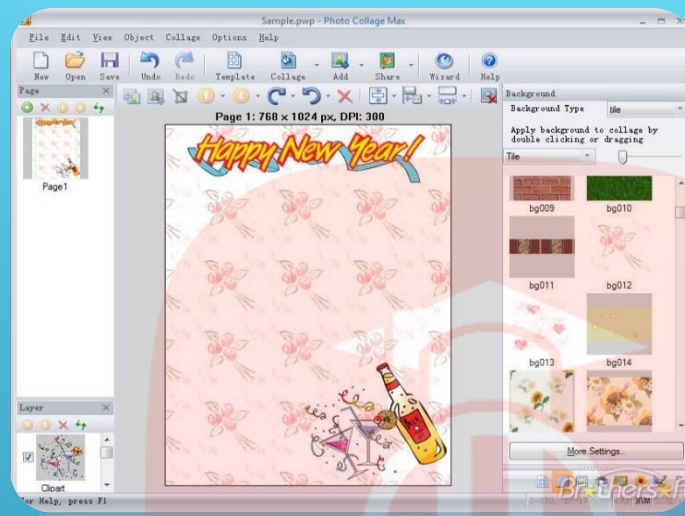 Sample.pwp - Photo Collage Max
File Edit View Object Collage Options Help
New Open Save Undo Redo Template Collage Add Share Wizard Help
Page
Page1
Page 1: 768 x 1024 px, DPI: 300
Happy New Year!
Background
Background Type tile
Apply background to collage by
double clicking or dragging
Tile
bg009 bg010
bg011 bg012
bg013 bg014
More Settings..
Layer
Clipart
For Help, press F1
NUM